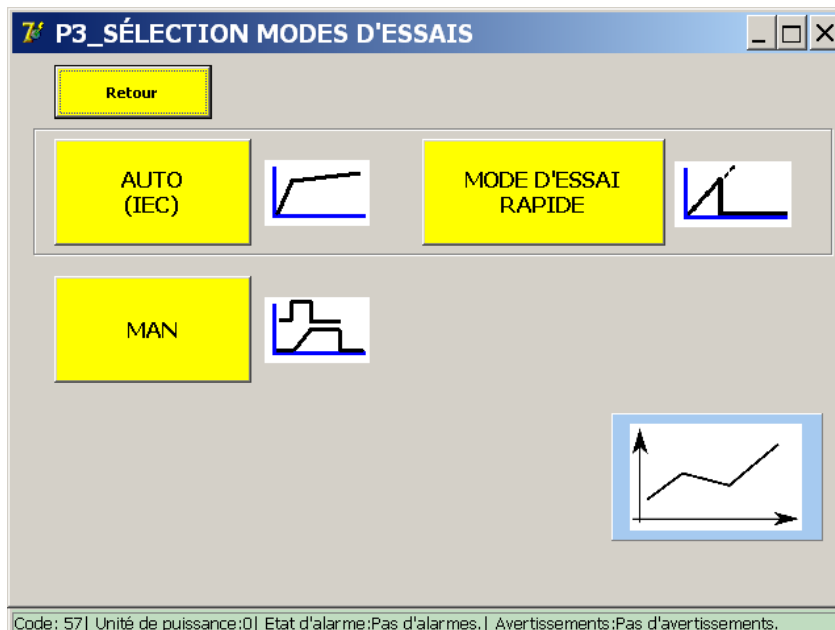 P3_SÉLECTION MODES D'ESSAIS
Retour
AUTO
(IEC)
MODE D'ESSAI
RAPIDE
MAN
Code: 57| Unité de puissance:0| Etat d'alarme:Pas d'alarmes.| Avertissements:Pas d'avertissements.